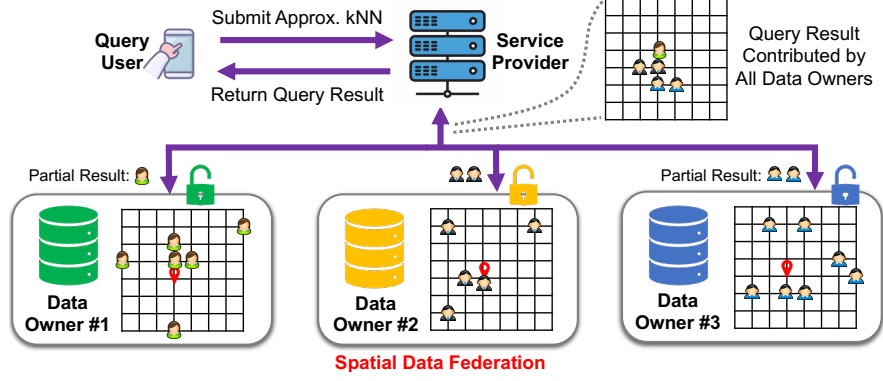 Submit Approx. kNN
Query
User
Service
Provider
Return Query Result
Query Result
Contributed by
All Data Owners
Partial Result:
Partial Result:
Data
Owner #1
Data
Owner #2
Data
Owner #3
Spatial Data Federation